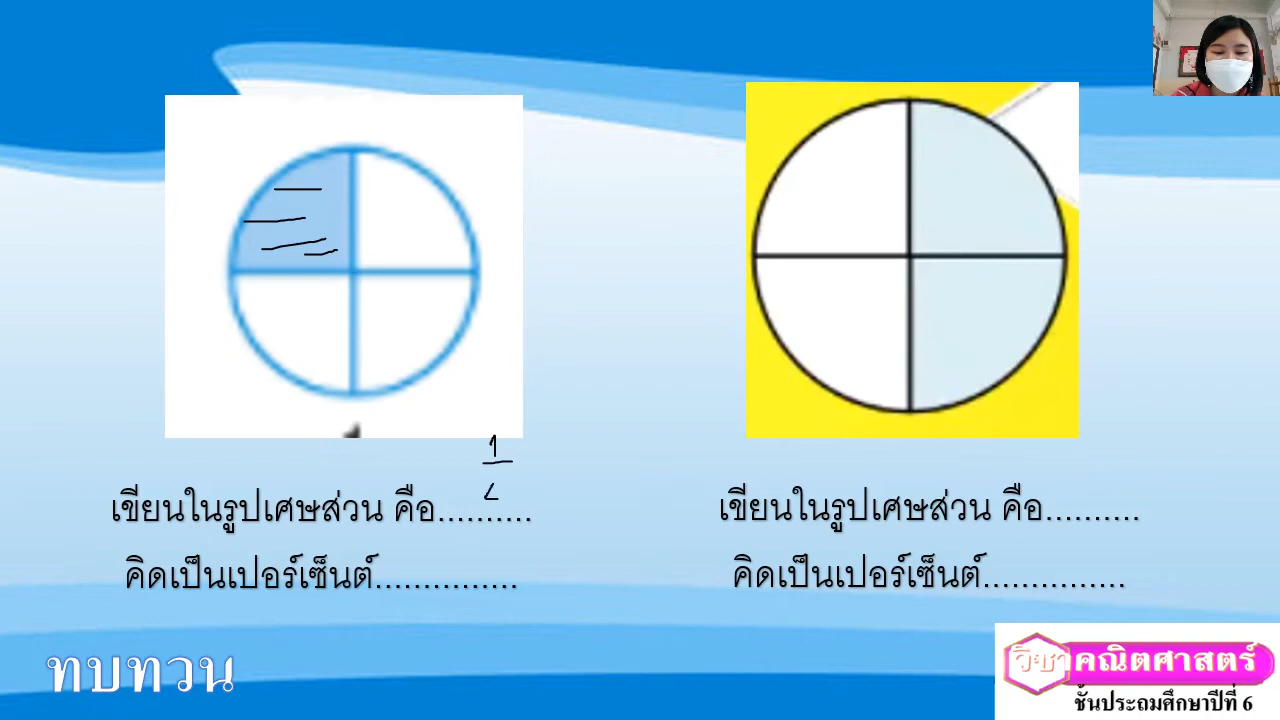 1
เขียนในรูปเศษส่วน คือ..........
คิดเป็นเปอร์เซ็นต์...............
เขียนในรูปเศษส่วน คือ..........
คิดเป็นเปอร์เซ็นต์...............
ทบทวน
วิชาคณิตศาสตร์
ชั้นประถมศึกษาปีที่ 6